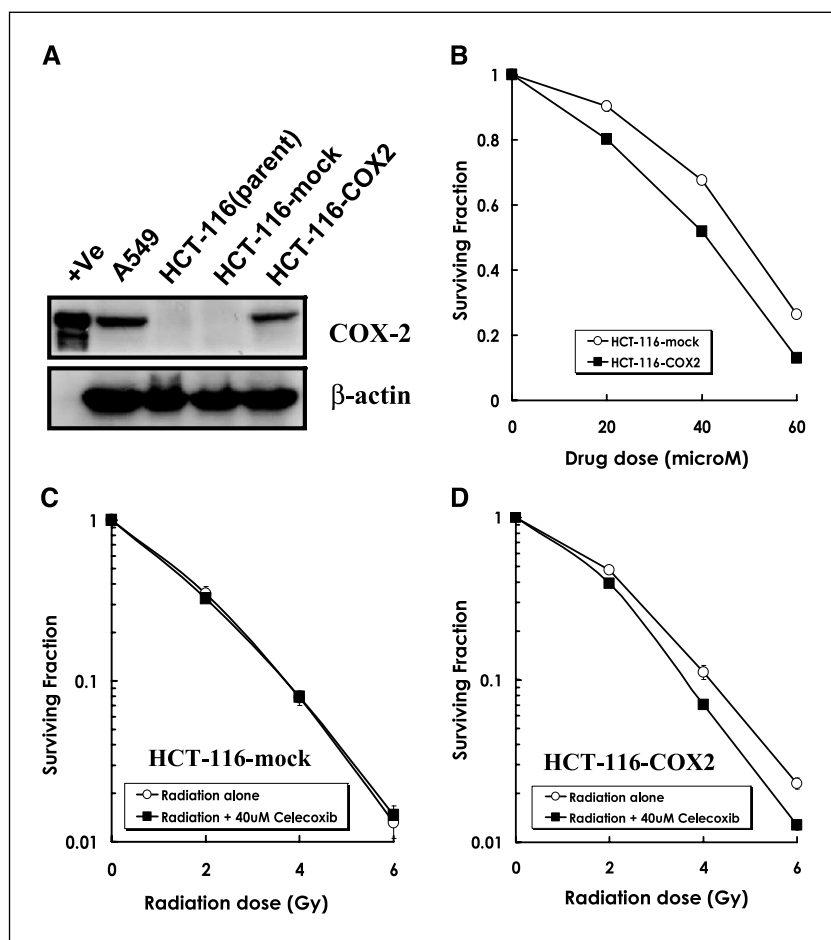 A
+Ve
A549
HCT-116(parent)
HCT-116-mock
HCT-116-COX2
COX-2
β-actin
B
Surviving Fraction
1
0.8
0.6
0.4
0.2
0
HCT-116-mock
HCT-116-COX2
0 20 40 60
Drug dose (microM)
C
Surviving Fraction
1
0.1
0.01
HCT-116-mock
Radiation alone
Radiation + 40uM Celecoxib
0 2 4 6
Radiation dose (Gy)
D
Surviving Fraction
1
0.1
0.01
HCT-116-COX2
Radiation alone
Radiation + 40uM Celecoxib
0 2 4 6
Radiation dose (Gy)